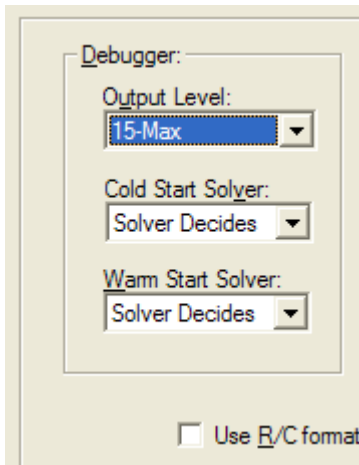 Debugger:
Output Level:
15-Max
Cold Start Solver:
Solver Decides
Warm Start Solver:
Solver Decides
Use R/C format